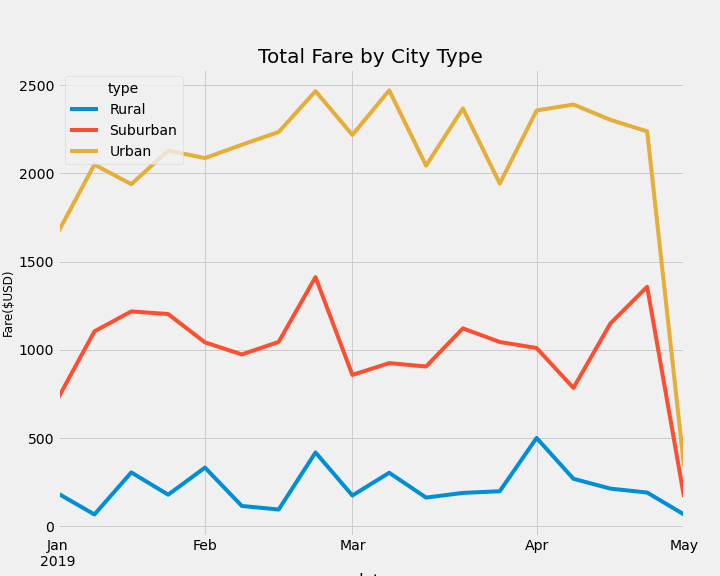 Total Fare by City Type
type
Rural
Suburban
Urban
2500
2000
1500
1000
500
0
Fare($USD)
Jan
2019
Feb
Mar
Apr
May